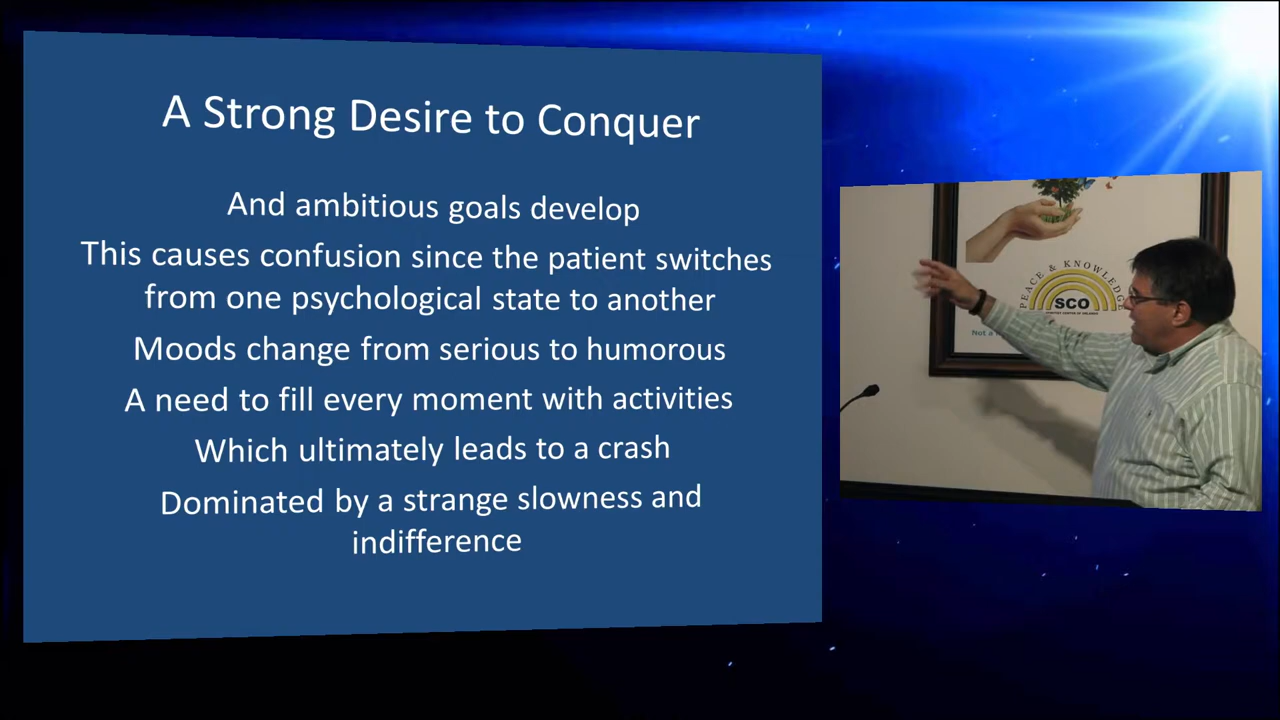 A Strong Desire to Conquer
And ambitious goals develop
This causes confusion since the patient switches
from one psychological state to another
Moods change from serious to humorous
A need to fill every moment with activities
Which ultimately leads to a crash
Dominated by a strange slowness and
indifference
PEACE & KNOWLEDGE
SCO
Not a